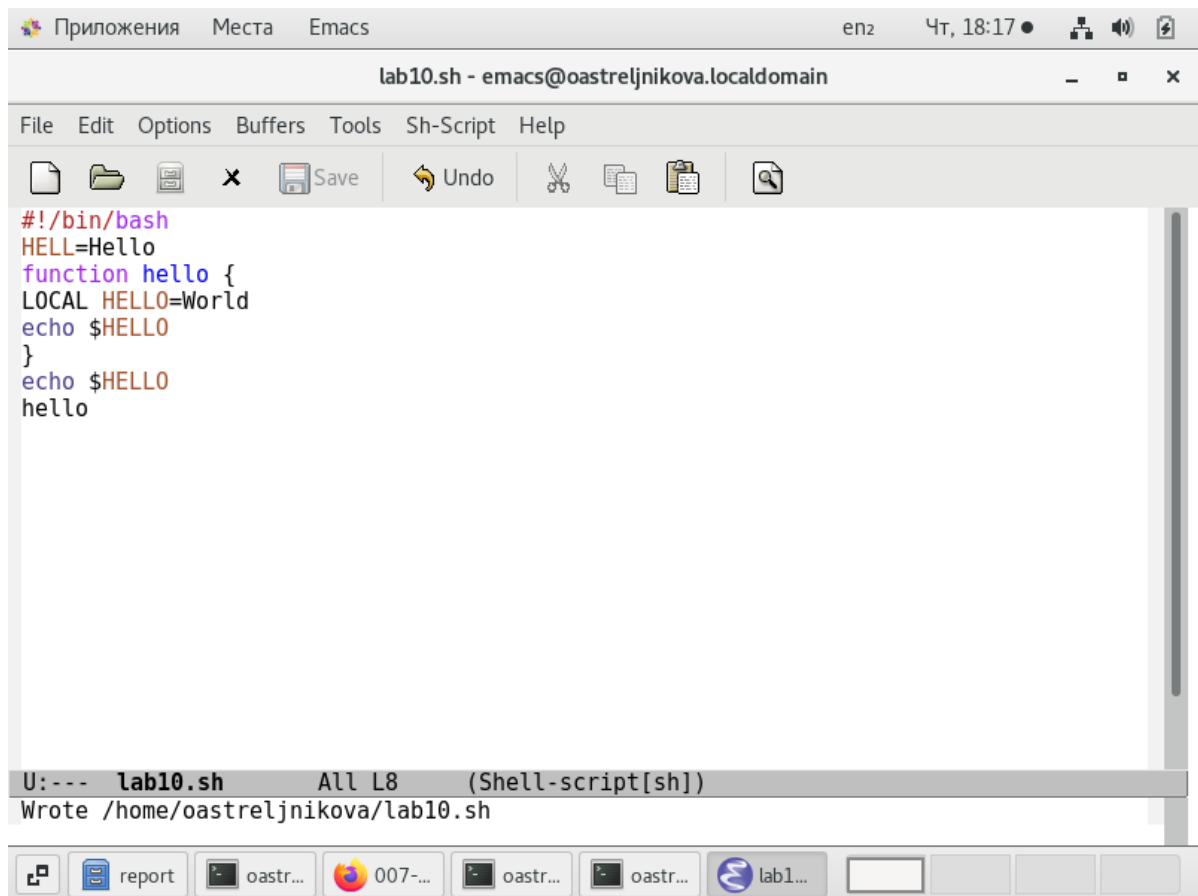 Приложения Места Emacs en₂ Чт, 18:17
lab10.sh - emacs@oastreljnikova.localdomain
File Edit Options Buffers Tools Sh-Script Help
Save Undo
#!/bin/bash
HELL=Hello
function hello {
LOCAL HELLO=World
echo $HELLO
}
echo $HELLO
hello
U:--- lab10.sh All L8 (Shell-script[sh])
Wrote /home/oastreljnikova/lab10.sh
report oastr... 007-... oastr... oastr... lab1...